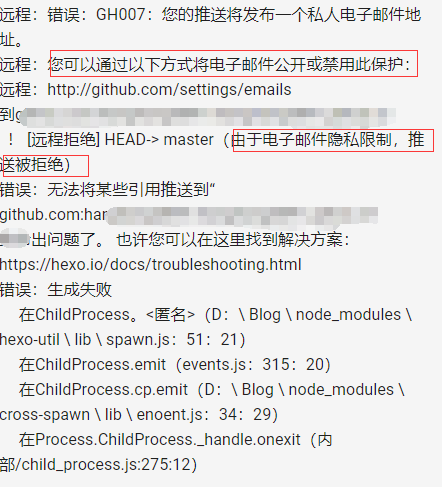 远程：错误：GH007：您的推送将发布一个私人电子邮件地
址。
远程：您可以通过以下方式将电子邮件公开或禁用此保护：
远程：http://github.com/settings/emails
到g
！ [远程拒绝] HEAD-> master（由于电子邮件隐私限制，推
送被拒绝）
错误：无法将某些引用推送到“
github.com:har
出问题了。 也许您可以在这里找到解决方案：
https://hexo.io/docs/troubleshooting.html
错误：生成失败
在ChildProcess。<匿名>（D：\ Blog \ node_modules \
hexo-util \ lib \ spawn.js：51：21）
在ChildProcess.emit（events.js：315：20）
在ChildProcess.cp.emit（D：\ Blog \ node_modules \
cross-spawn \ lib \ enoent.js：34：29）
在Process.ChildProcess._handle.onexit（内
部/child_process.js:275:12）